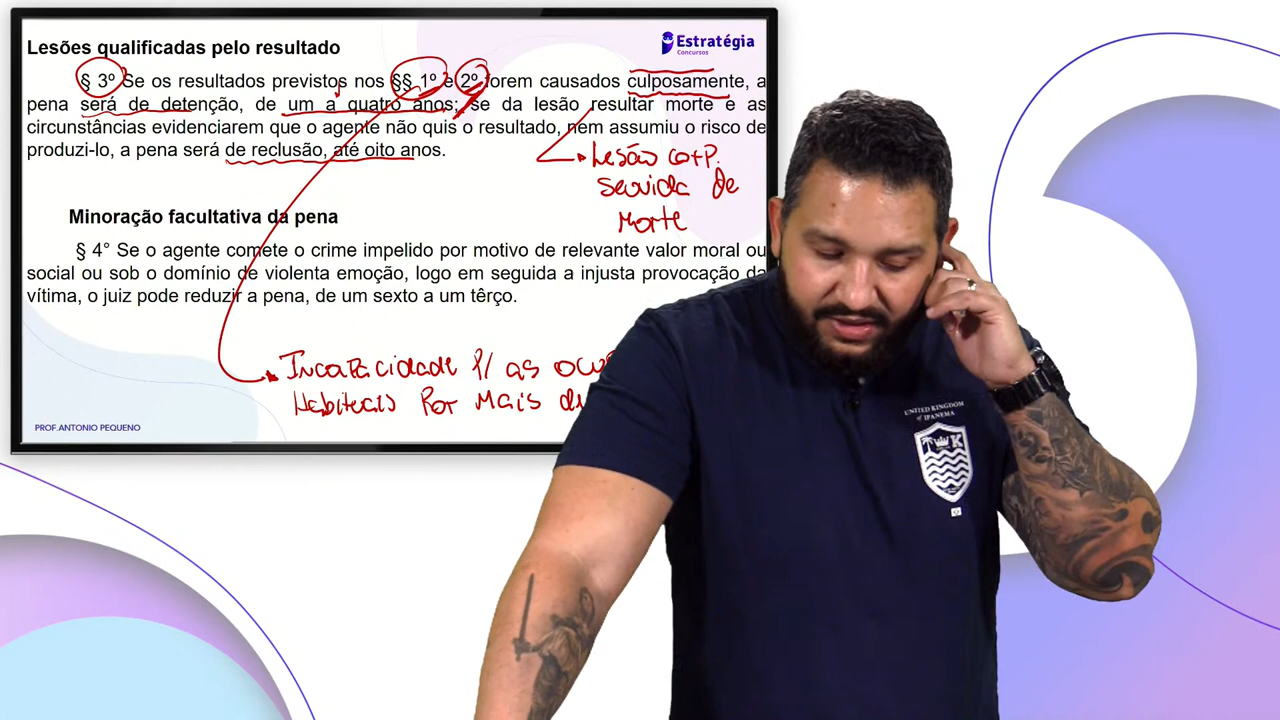 Lesões qualificadas pelo resultado
Estratégia
Concursos
§ 3º Se os resultados previstos nos §§ 1º e 2º forem causados culposamente, a
pena será de detenção, de um a quatro anos; se da lesão resultar morte e as
circunstâncias evidenciarem que o agente não quis o resultado, nem assumiu o risco de
produzi-lo, a pena será de reclusão, até oito anos.
Lesão corp.
seguida de
morte
Minoração facultativa da pena
§ 4° Se o agente comete o crime impelido por motivo de relevante valor moral ou
social ou sob o domínio de violenta emoção, logo em seguida a injusta provocação da
vítima, o juiz pode reduzir a pena, de um sexto a um têrço.
Incapacidade p/ as
Habituais por mais
PROF. ANTONIO PEQUENO
UNITED KINGDOM
of IPANEMA
K